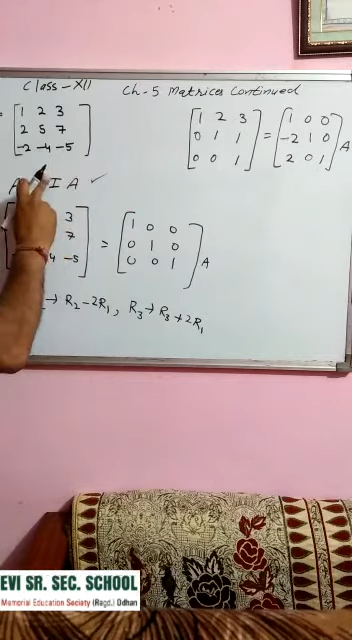 Class-XII Ch-5 Matrices Continued
= [1 2 3
2 5 7
-2 -4 -5]
A I A ✓
3
7
4 -5] = [1 0 0
0 1 0
0 0 1] A
→ R2 - 2R1, R3 → R3 + 2R1
[1 2 3
0 1 1
0 0 1] = [1 0 0
-2 1 0
2 0 1] A
EVI SR. SEC. SCHOOL
Memorial Education Society (Regd.) Odhan